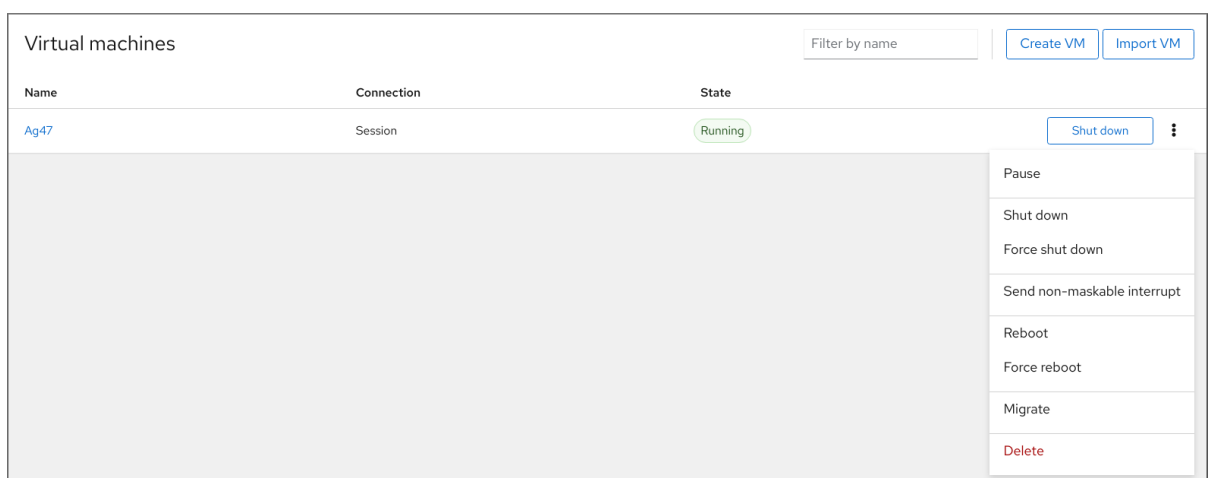 Virtual machines Filter by name Create VM Import VM
Name Connection State
Ag47 Session Running Shut down
Pause
Shut down
Force shut down
Send non-maskable interrupt
Reboot
Force reboot
Migrate
Delete